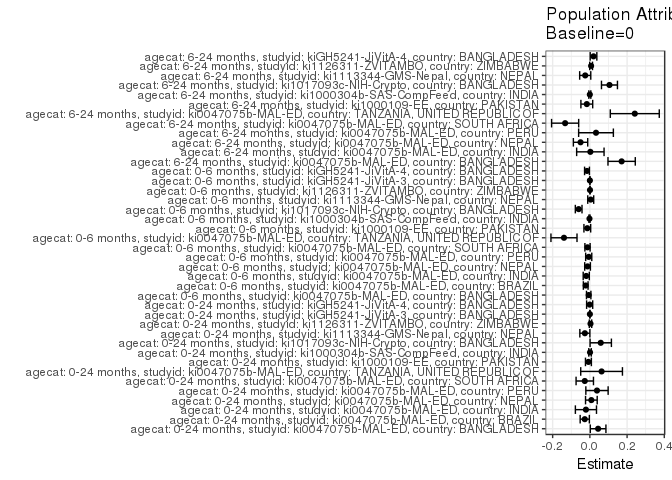 Population Attrib
Baseline=0
agecat: 6-24 months, studyid: kiGH5241-JiVitA-4, country: BANGLADESH
agecat: 6-24 months, studyid: ki1126311-ZVITAMBO, country: ZIMBABWE
agecat: 6-24 months, studyid: ki1113344-GMS-Nepal, country: NEPAL
agecat: 6-24 months, studyid: ki1017093c-NIH-Crypto, country: BANGLADESH
agecat: 6-24 months, studyid: ki1000304b-SAS-CompFeed, country: INDIA
agecat: 6-24 months, studyid: ki1000109-EE, country: PAKISTAN
agecat: 6-24 months, studyid: ki0047075b-MAL-ED, country: TANZANIA, UNITED REPUBLIC OF
agecat: 6-24 months, studyid: ki0047075b-MAL-ED, country: SOUTH AFRICA
agecat: 6-24 months, studyid: ki0047075b-MAL-ED, country: PERU
agecat: 6-24 months, studyid: ki0047075b-MAL-ED, country: NEPAL
agecat: 6-24 months, studyid: ki0047075b-MAL-ED, country: INDIA
agecat: 6-24 months, studyid: ki0047075b-MAL-ED, country: BANGLADESH
agecat: 0-6 months, studyid: kiGH5241-JiVitA-4, country: BANGLADESH
agecat: 0-6 months, studyid: kiGH5241-JiVitA-3, country: BANGLADESH
agecat: 0-6 months, studyid: ki1126311-ZVITAMBO, country: ZIMBABWE
agecat: 0-6 months, studyid: ki1113344-GMS-Nepal, country: NEPAL
agecat: 0-6 months, studyid: ki1017093c-NIH-Crypto, country: BANGLADESH
agecat: 0-6 months, studyid: ki1000304b-SAS-CompFeed, country: INDIA
agecat: 0-6 months, studyid: ki1000109-EE, country: PAKISTAN
agecat: 0-6 months, studyid: ki0047075b-MAL-ED, country: TANZANIA, UNITED REPUBLIC OF
agecat: 0-6 months, studyid: ki0047075b-MAL-ED, country: SOUTH AFRICA
agecat: 0-6 months, studyid: ki0047075b-MAL-ED, country: PERU
agecat: 0-6 months, studyid: ki0047075b-MAL-ED, country: NEPAL
agecat: 0-6 months, studyid: ki0047075b-MAL-ED, country: INDIA
agecat: 0-6 months, studyid: ki0047075b-MAL-ED, country: BRAZIL
agecat: 0-6 months, studyid: ki0047075b-MAL-ED, country: BANGLADESH
agecat: 0-24 months, studyid: kiGH5241-JiVitA-4, country: BANGLADESH
agecat: 0-24 months, studyid: kiGH5241-JiVitA-3, country: BANGLADESH
agecat: 0-24 months, studyid: ki1126311-ZVITAMBO, country: ZIMBABWE
agecat: 0-24 months, studyid: ki1113344-GMS-Nepal, country: NEPAL
agecat: 0-24 months, studyid: ki1017093c-NIH-Crypto, country: BANGLADESH
agecat: 0-24 months, studyid: ki1000304b-SAS-CompFeed, country: INDIA
agecat: 0-24 months, studyid: ki1000109-EE, country: PAKISTAN
agecat: 0-24 months, studyid: ki0047075b-MAL-ED, country: TANZANIA, UNITED REPUBLIC OF
agecat: 0-24 months, studyid: ki0047075b-MAL-ED, country: SOUTH AFRICA
agecat: 0-24 months, studyid: ki0047075b-MAL-ED, country: PERU
agecat: 0-24 months, studyid: ki0047075b-MAL-ED, country: NEPAL
agecat: 0-24 months, studyid: ki0047075b-MAL-ED, country: INDIA
agecat: 0-24 months, studyid: ki0047075b-MAL-ED, country: BRAZIL
agecat: 0-24 months, studyid: ki0047075b-MAL-ED, country: BANGLADESH
-0.2 0.0 0.2 0.4
Estimate